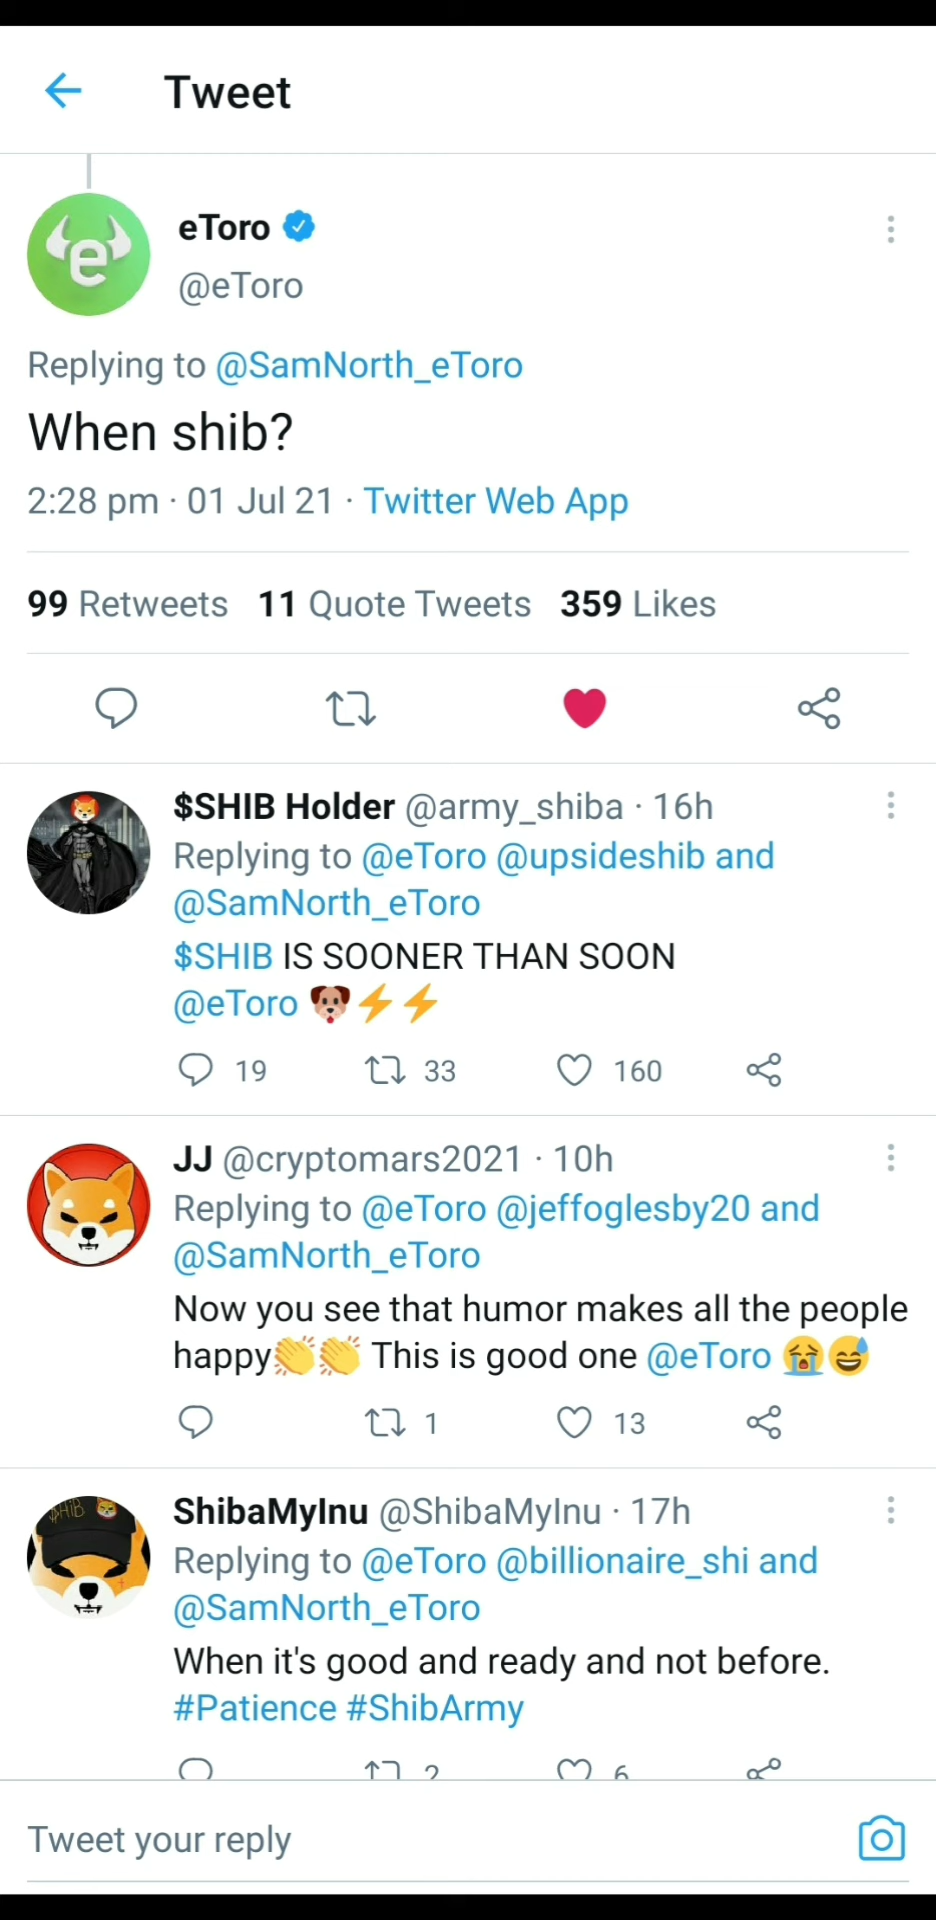 Tweet
eToro
@eToro
Replying to @SamNorth_eToro
When shib?
2:28 pm · 01 Jul 21 · Twitter Web App
99 Retweets 11 Quote Tweets 359 Likes
$SHIB Holder @army_shiba · 16h
Replying to @eToro @upsideshib and
@SamNorth_eToro
$SHIB IS SOONER THAN SOON
@eToro 🐶⚡⚡
19 33 160
JJ @cryptomars2021 · 10h
Replying to @eToro @jeffoglesby20 and
@SamNorth_eToro
Now you see that humor makes all the people
happy👏👏 This is good one @eToro 😭😅
1 13
$HIB
ShibaMyInu @ShibaMyInu · 17h
Replying to @eToro @billionaire_shi and
@SamNorth_eToro
When it's good and ready and not before.
#Patience #ShibArmy
2 6
Tweet your reply